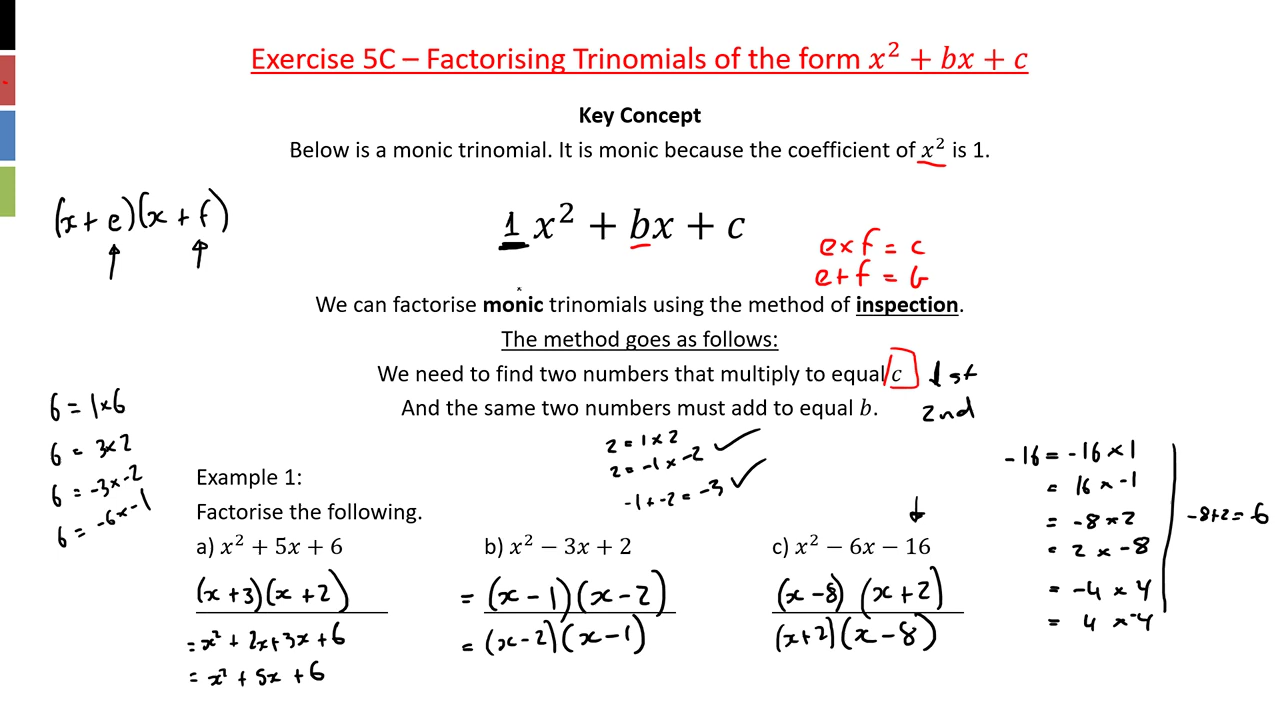 Exercise 5C – Factorising Trinomials of the form x² + bx + c
Key Concept
Below is a monic trinomial. It is monic because the coefficient of x² is 1.
(x + e)(x + f)
1 x² + bx + c
e x f = c
e + f = b
We can factorise monic trinomials using the method of inspection.
The method goes as follows:
We need to find two numbers that multiply to equal c 1st
And the same two numbers must add to equal b. 2nd
6 = 1 x 6
6 = 3 x 2
6 = -3 x -2
6 = -6 x -1
2 = 1 x 2
2 = -1 x -2 ✓
-1 + -2 = -3 ✓
-16 = -16 x 1
= 16 x -1
= -8 x 2
= 2 x -8
= -4 x 4
= 4 x -4
-8+2 = -6
Example 1:
Factorise the following.
a) x² + 5x + 6
(x + 3)(x + 2)
= x² + 2x + 3x + 6
= x² + 5x + 6
b) x² − 3x + 2
= (x - 1)(x - 2)
= (x - 2)(x - 1)
c) x² − 6x − 16
(x - 8) (x + 2)
(x + 2)(x - 8)